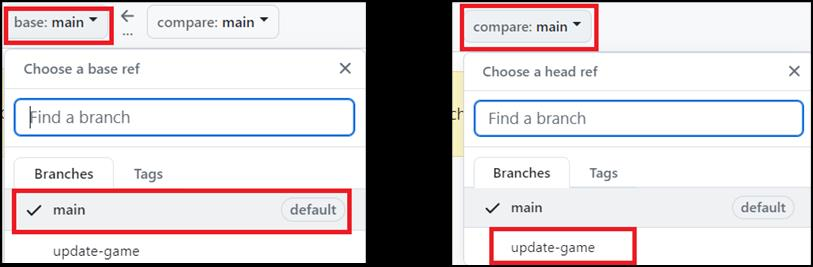 base: main ← compare: main
...
Choose a base ref
Find a branch
Branches Tags
main default
update-game
compare: main
Choose a head ref
ch
Find a branch
Branches Tags
main default
update-game